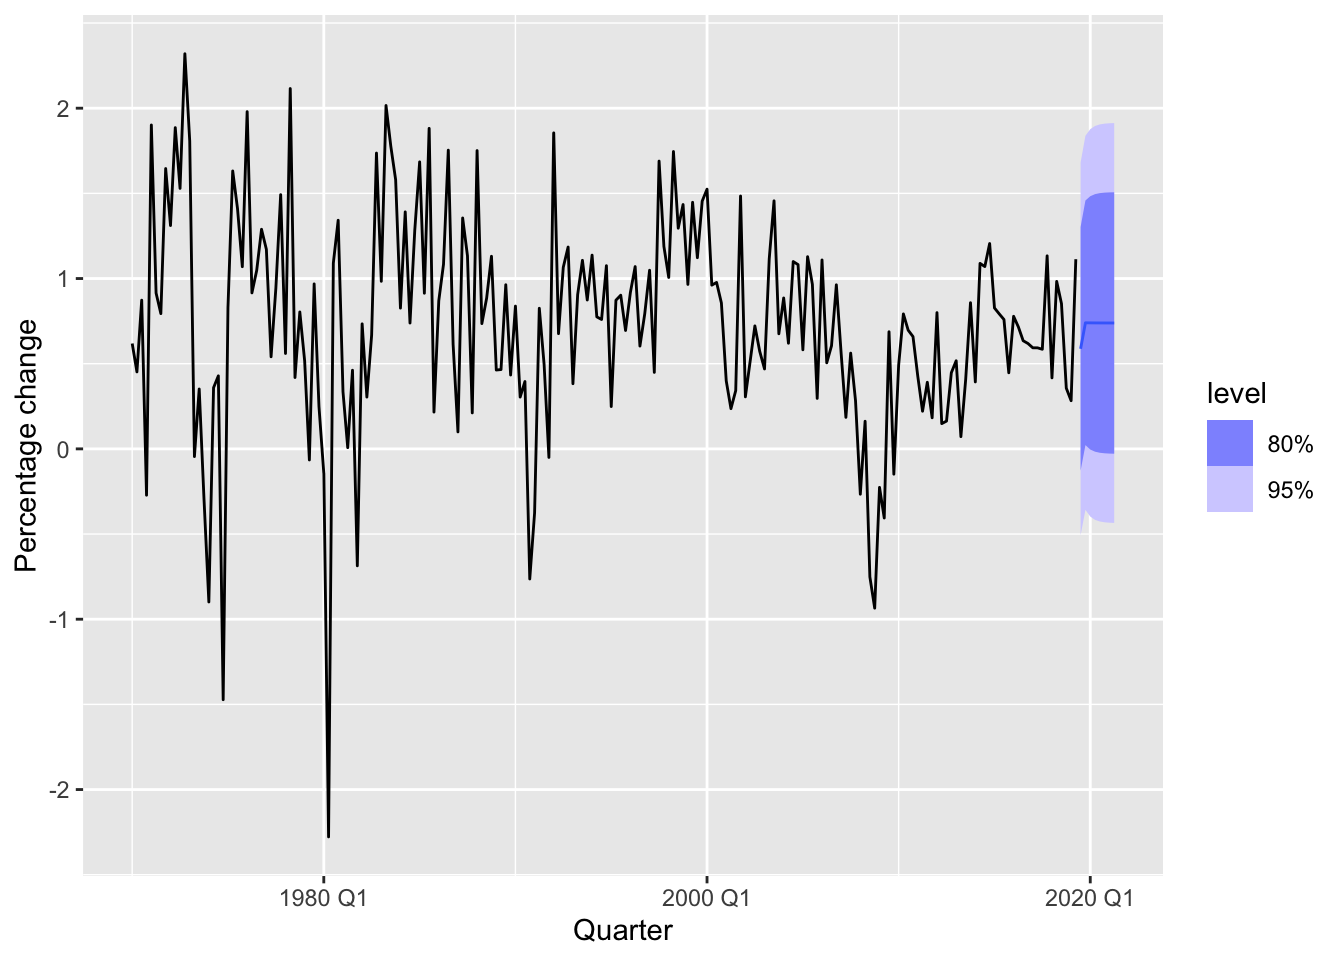 2
1
0
-1
-2
Percentage change
1980 Q1
2000 Q1
2020 Q1
Quarter
level
80%
95%